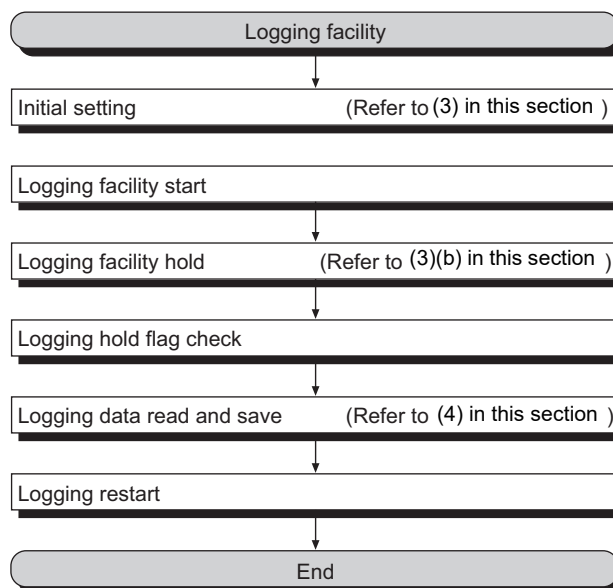 Logging facility
Initial setting (Refer to (3) in this section )
Logging facility start
Logging facility hold (Refer to (3)(b) in this section )
Logging hold flag check
Logging data read and save (Refer to (4) in this section )
Logging restart
End